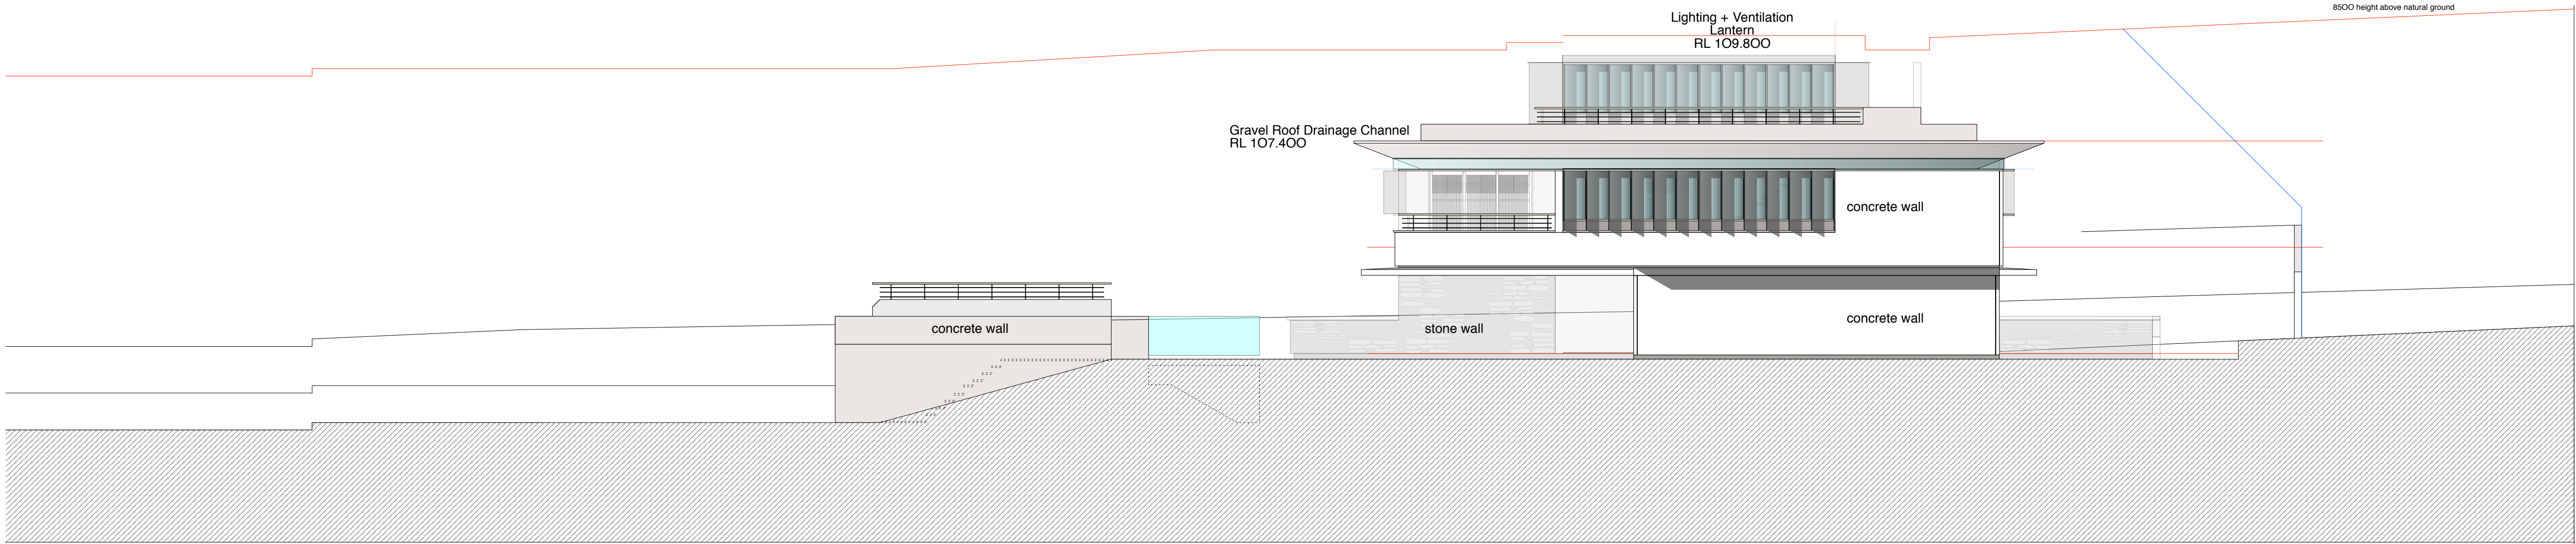 8500 height above natural ground
Lighting + Ventilation
Lantern
RL 109.800
Gravel Roof Drainage Channel
RL 107.400
concrete wall
concrete wall
stone wall
concrete wall